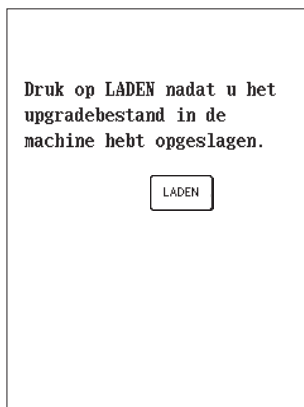 Druk op LADEN nadat u het
upgradebestand in de
machine hebt opgeslagen.
LADEN